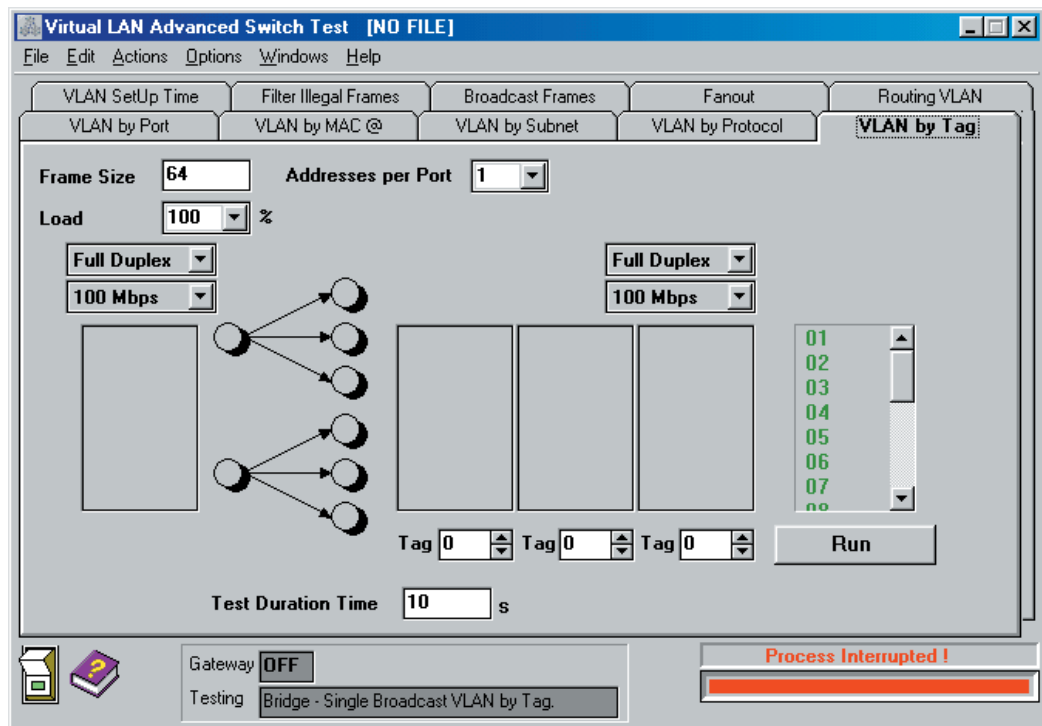 Virtual LAN Advanced Switch Test [NO FILE]
File Edit Actions Options Windows Help
VLAN SetUp Time Filter Illegal Frames Broadcast Frames Fanout Routing VLAN
VLAN by Port VLAN by MAC @ VLAN by Subnet VLAN by Protocol VLAN by Tag
Frame Size 64 Addresses per Port 1
Load 100 %
Full Duplex Full Duplex
100 Mbps 100 Mbps
01
02
03
04
05
06
07
08
Tag 0 Tag 0 Tag 0 Run
Test Duration Time 10 s
Process Interrupted !
Gateway OFF
Testing Bridge - Single Broadcast VLAN by Tag.